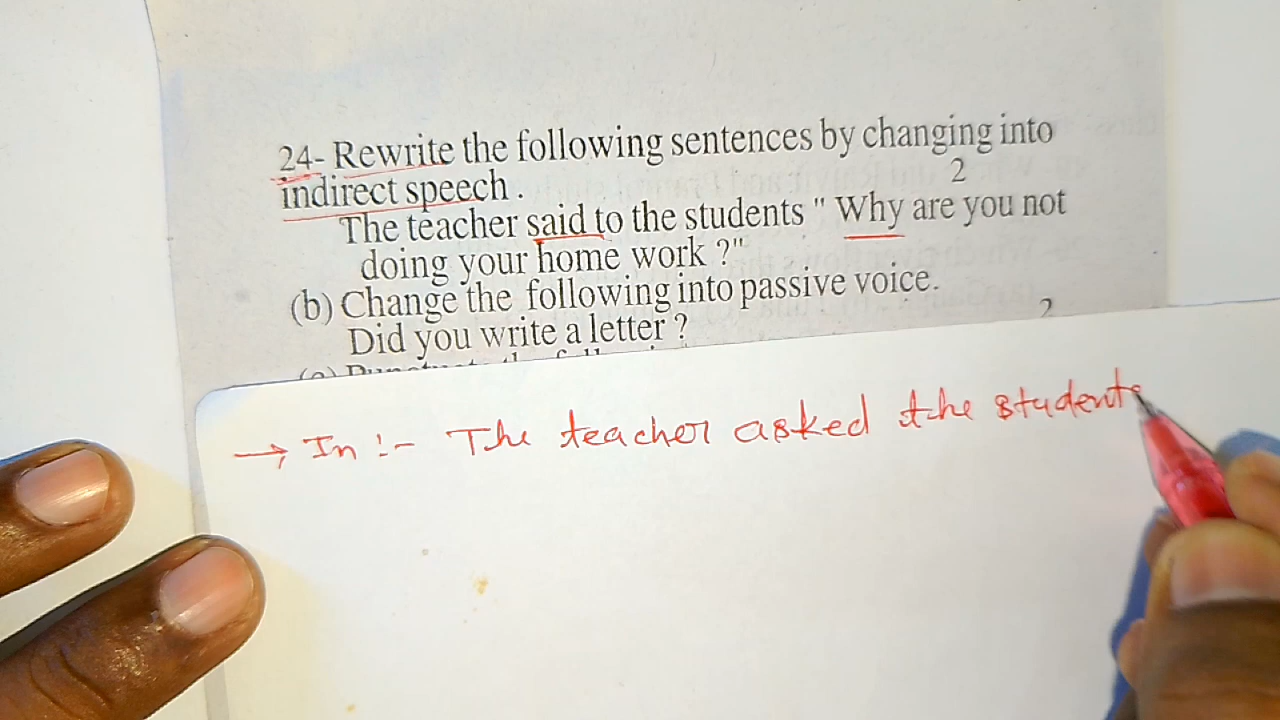 24- Rewrite the following sentences by changing into
2
indirect speech .
The teacher said to the students " Why are you not
doing your home work ?"
(b) Change the following into passive voice.
2
Did you write a letter ?
→ In :- The teacher asked the students